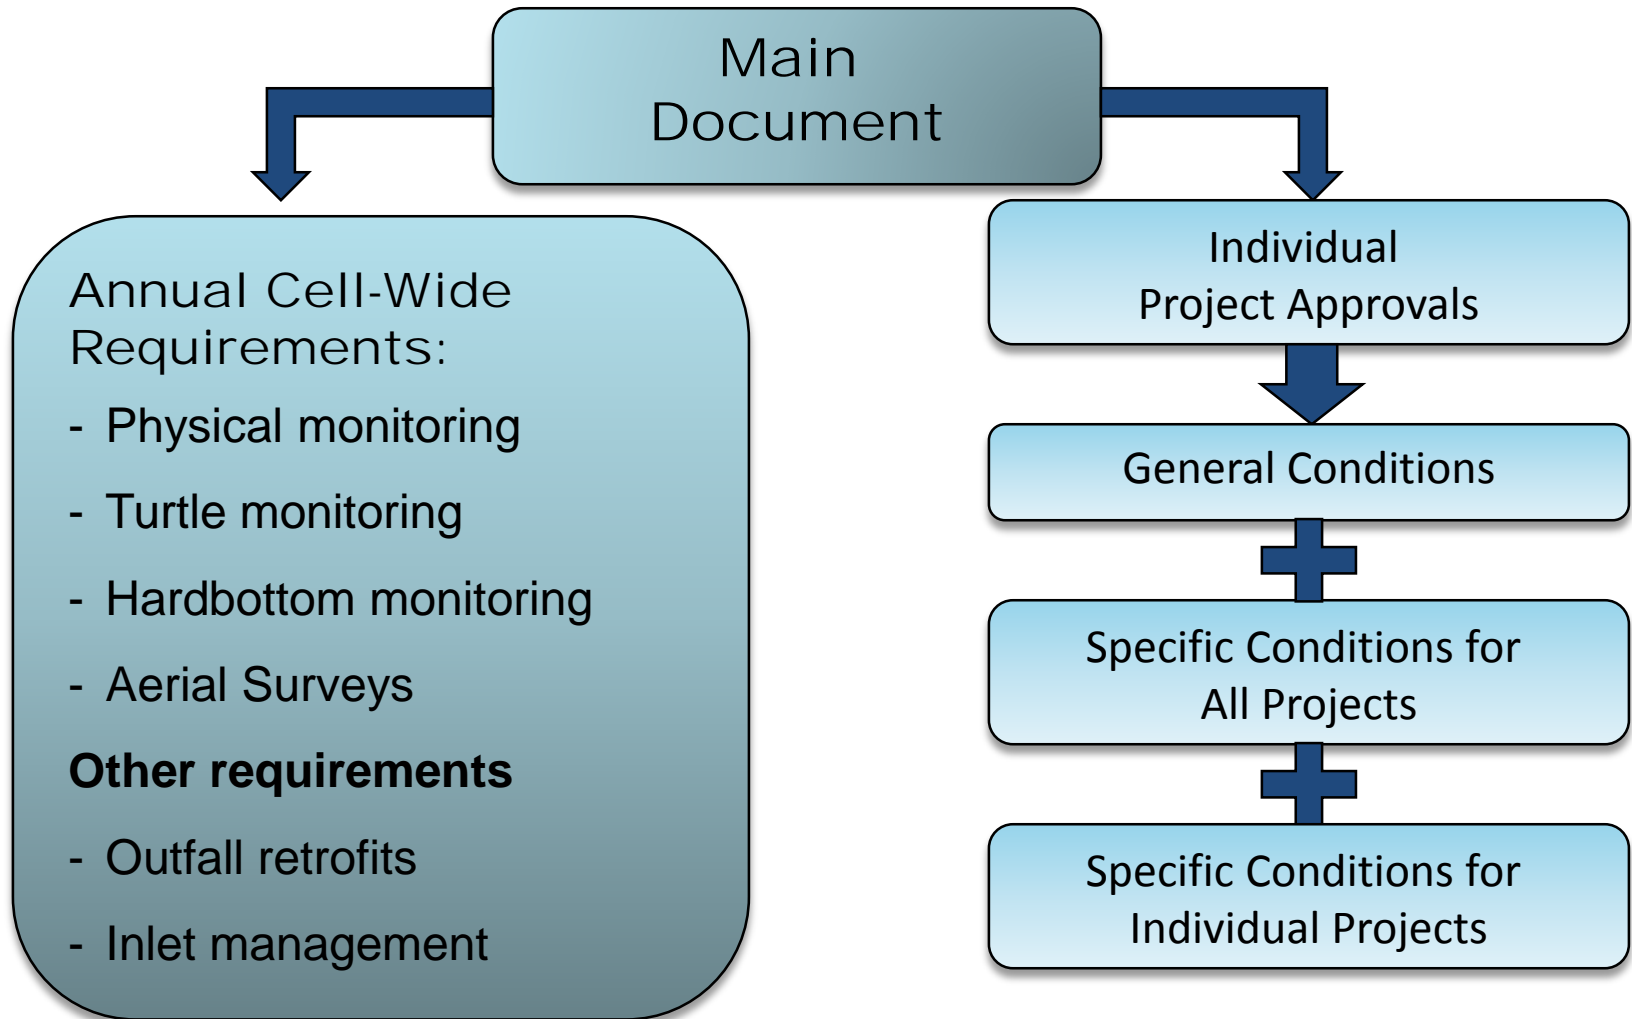 Main
Document
Annual Cell-Wide
Requirements:
- Physical monitoring
- Turtle monitoring
- Hardbottom monitoring
- Aerial Surveys
Other requirements
- Outfall retrofits
- Inlet management
Individual
Project Approvals
General Conditions
Specific Conditions for
All Projects
Specific Conditions for
Individual Projects